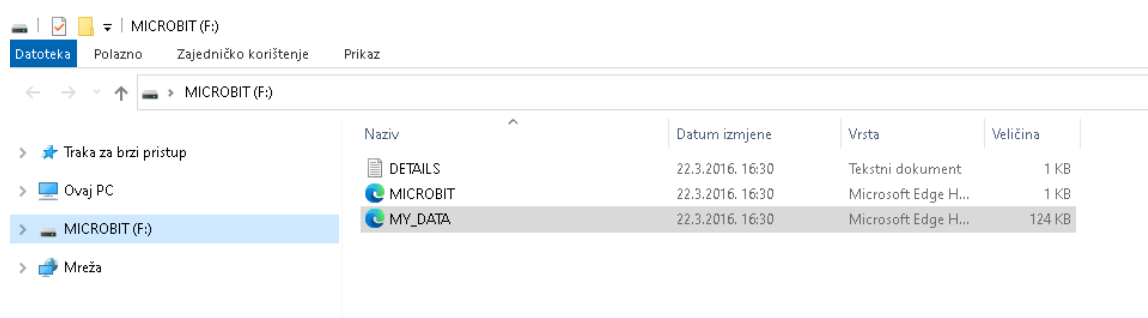 MICROBIT (F:)
Datoteka Polazno Zajedničko korištenje Prikaz
MICROBIT (F:)
Naziv Datum izmjene Vrsta Veličina
Traka za brzi pristup
Ovaj PC
MICROBIT (F:)
Mreža
DETAILS 22.3.2016. 16:30 Tekstni dokument 1 KB
MICROBIT 22.3.2016. 16:30 Microsoft Edge H... 1 KB
MY_DATA 22.3.2016. 16:30 Microsoft Edge H... 124 KB